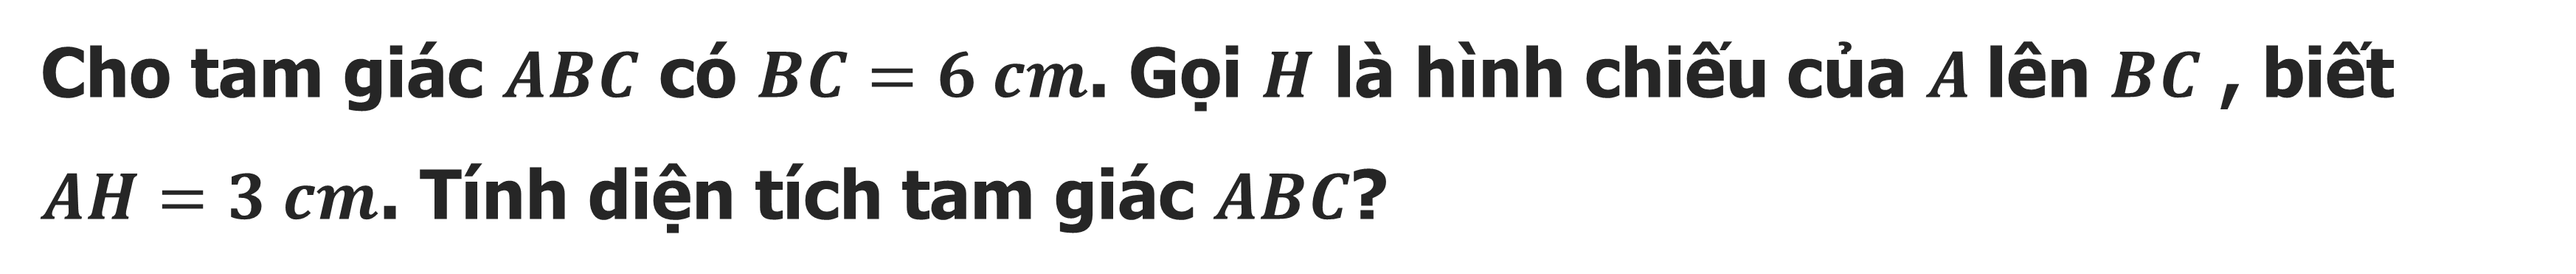 Cho tam giác ABC có BC = 6 cm. Gọi H là hình chiếu của A lên BC , biết
AH = 3 cm. Tính diện tích tam giác ABC?